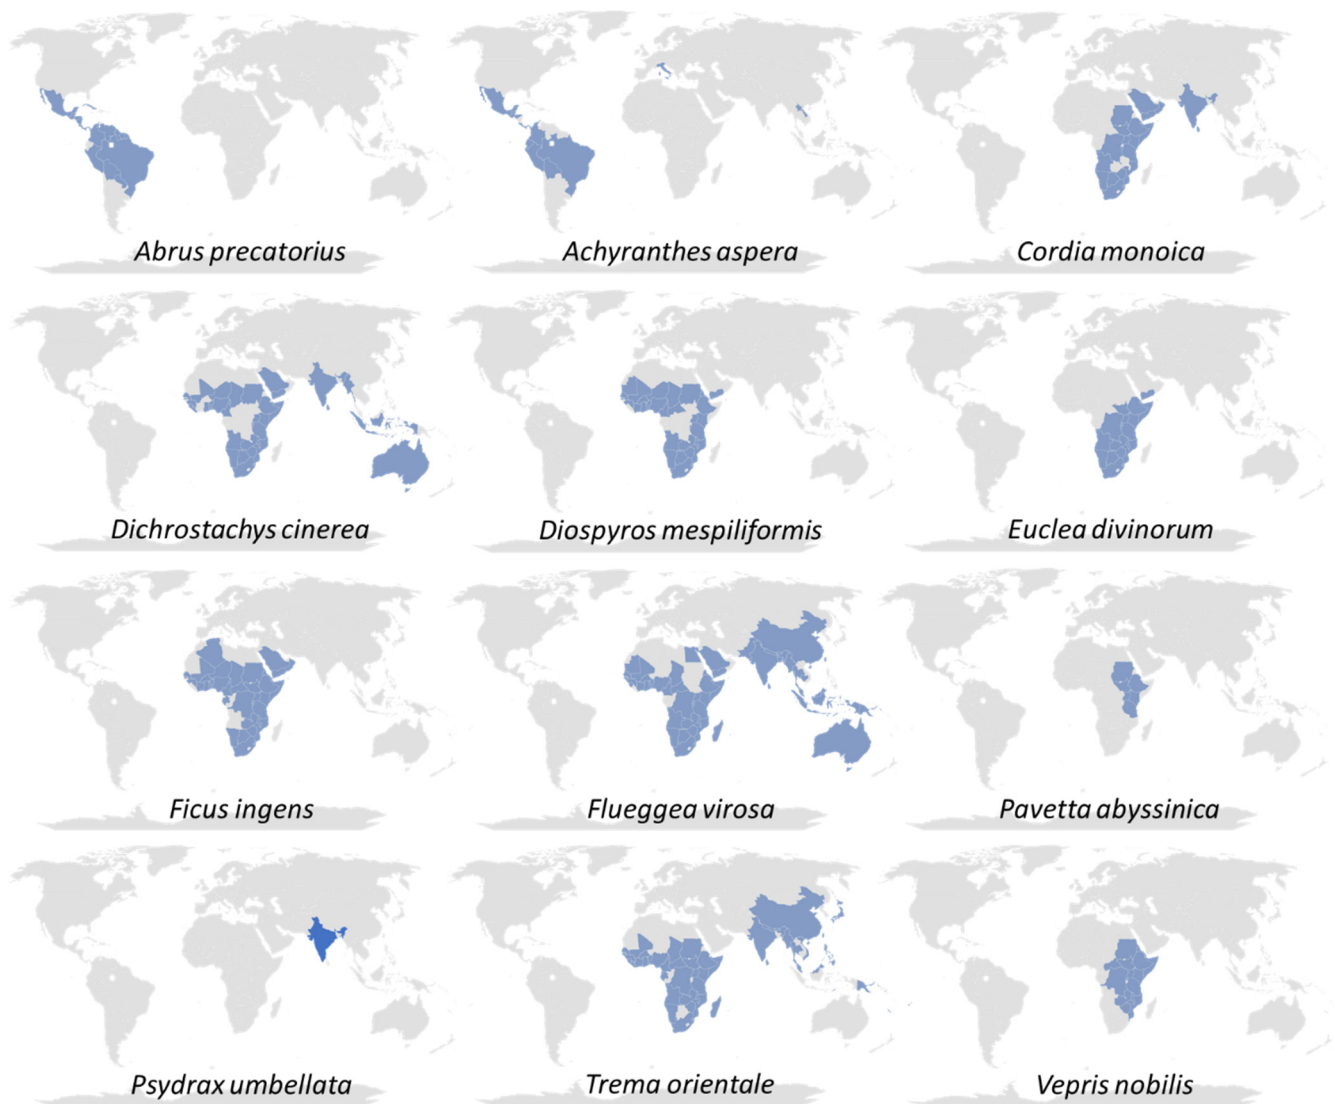 Abrus precatorius
Achyranthes aspera
Cordia monoica
Dichrostachys cinerea
Diospyros mespiliformis
Euclea divinorum
Ficus ingens
Flueggea virosa
Pavetta abyssinica
Psydrax umbellata
Trema orientale
Vepris nobilis